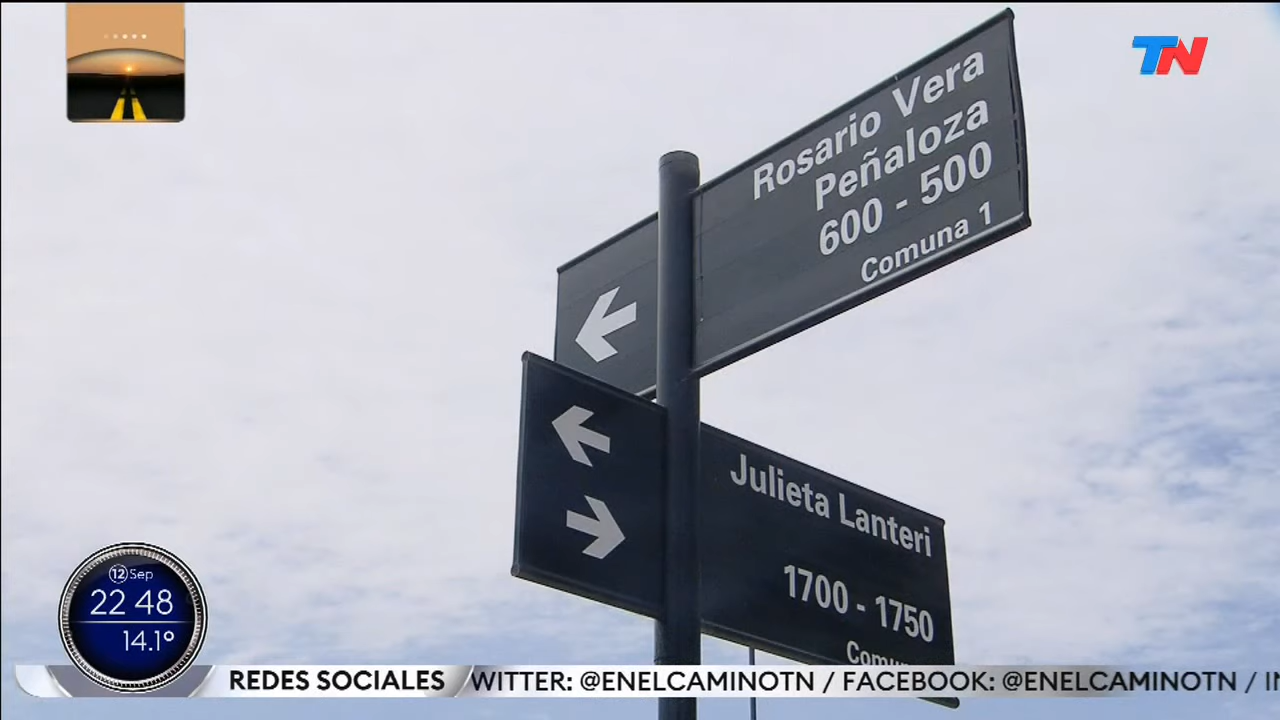 TN
Rosario Vera
Peñaloza
600 - 500
Comuna 1
Julieta Lanteri
1700 - 1750
12 Sep
22 48
14.1°
REDES SOCIALES
WITTER: @ENELCAMINOTN / FACEBOOK: @ENELCAMINOTN /